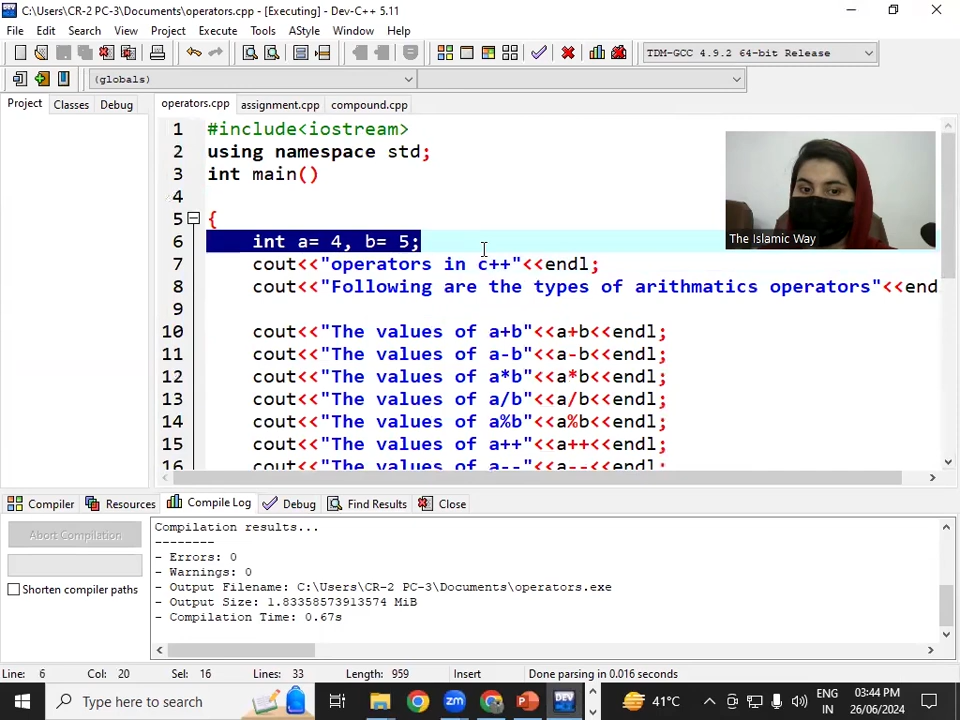 C:\Users\CR-2 PC-3\Documents\operators.cpp - [Executing] - Dev-C++ 5.11
File Edit Search View Project Execute Tools AStyle Window Help
TDM-GCC 4.9.2 64-bit Release
(globals)
Project Classes Debug operators.cpp assignment.cpp compound.cpp
1 #include<iostream>
2 using namespace std;
3 int main()
4
5 {
6 int a= 4, b= 5;
7 cout<<"operators in c++"<<endl;
8 cout<<"Following are the types of arithmatics operators"<<end
9
10 cout<<"The values of a+b"<<a+b<<endl;
11 cout<<"The values of a-b"<<a-b<<endl;
12 cout<<"The values of a*b"<<a*b<<endl;
13 cout<<"The values of a/b"<<a/b<<endl;
14 cout<<"The values of a%b"<<a%b<<endl;
15 cout<<"The values of a++"<<a++<<endl;
16 cout<<"The values of a--"<<a--<<endl;
The Islamic Way
Compiler Resources Compile Log Debug Find Results Close
Abort Compilation
Shorten compiler paths
Compilation results...
--------
- Errors: 0
- Warnings: 0
- Output Filename: C:\Users\CR-2 PC-3\Documents\operators.exe
- Output Size: 1.83358573913574 MiB
- Compilation Time: 0.67s
Line: 6 Col: 20 Sel: 16 Lines: 33 Length: 959 Insert Done parsing in 0.016 seconds
Type here to search
zm
DEV
41°C
ENG
IN
03:44 PM
26/06/2024